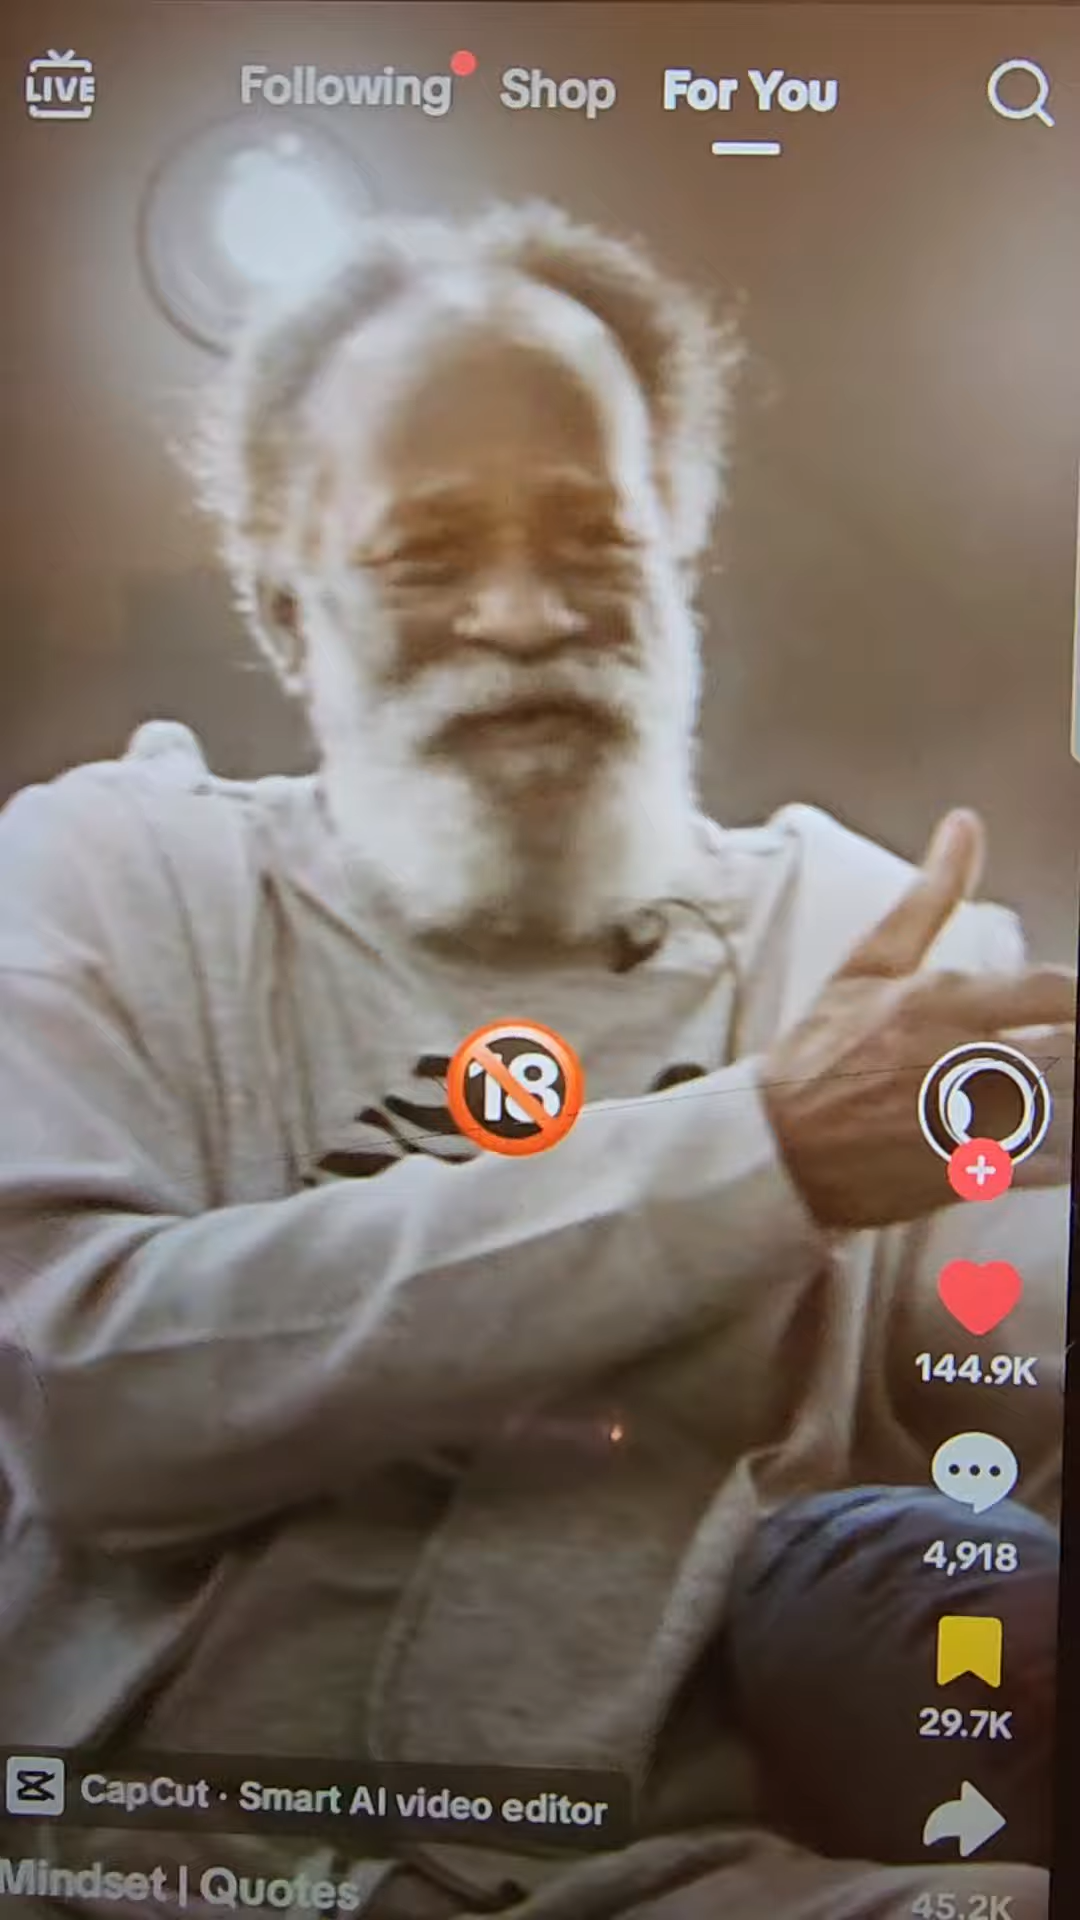 LIVE
Following Shop For You
18
144.9K
4,918
29.7K
CapCut · Smart AI video editor
Mindset | Quotes
45.2K